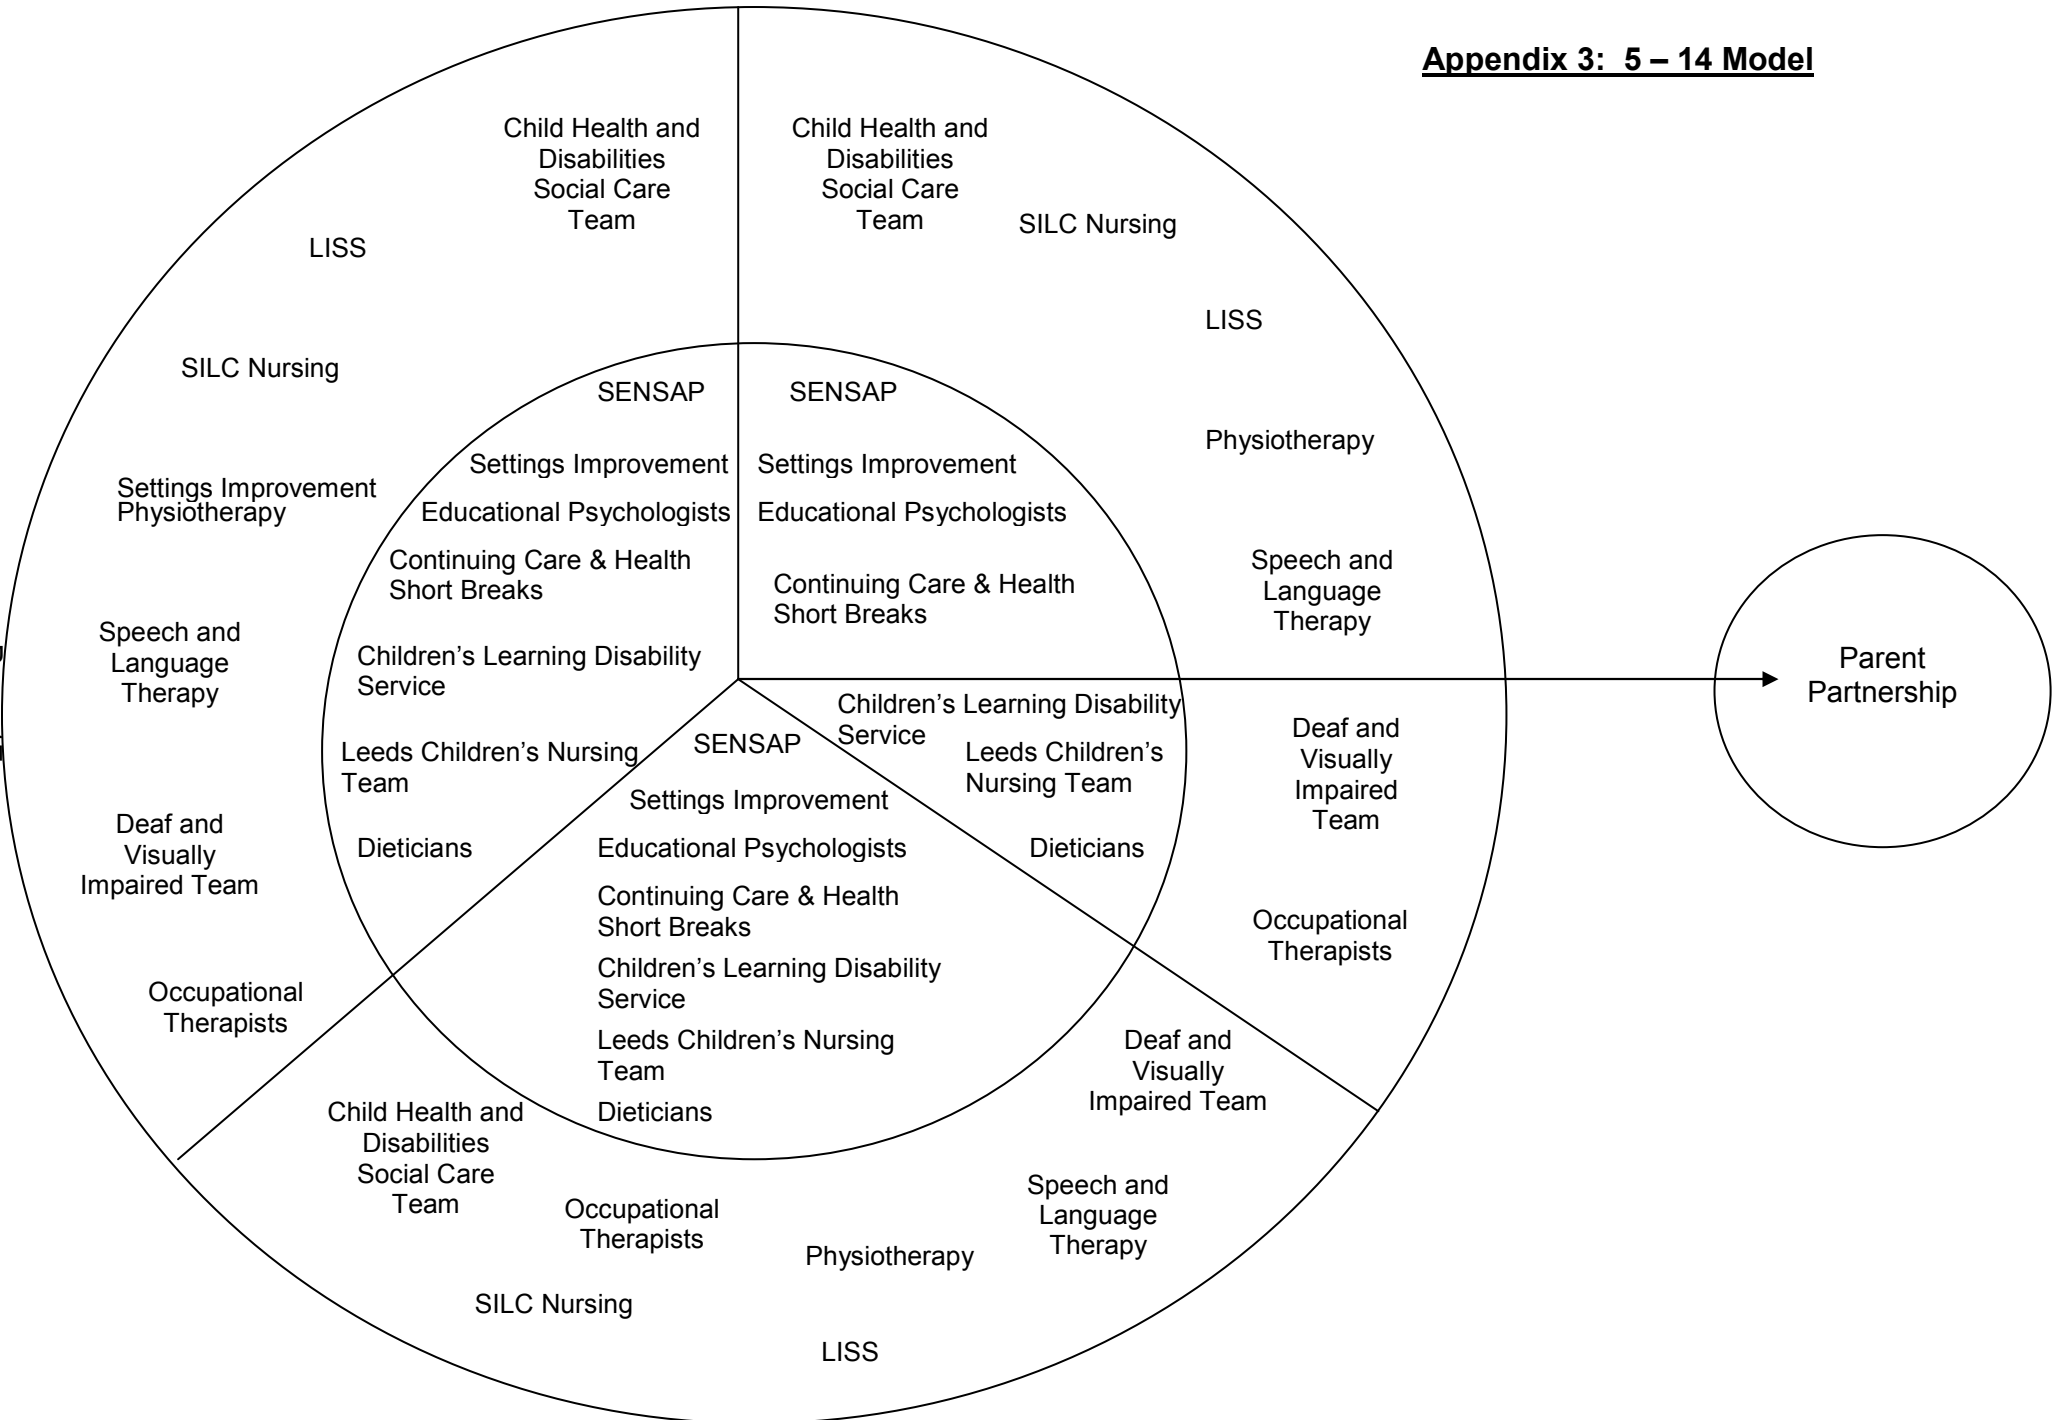 Appendix 3:  5 – 14 Model
Child Health and
Disabilities
Social Care
Team
LISS
SILC Nursing
Settings Improvement
Physiotherapy
Speech and
Language
Therapy
Deaf and
Visually
Impaired Team
Occupational
Therapists
SENSAP
Settings Improvement
Educational Psychologists
Continuing Care & Health
Short Breaks
Children’s Learning Disability
Service
Leeds Children’s Nursing
Team
Dieticians
Child Health and
Disabilities
Social Care
Team
SILC Nursing
LISS
Physiotherapy
Speech and
Language
Therapy
Deaf and
Visually
Impaired
Team
Occupational
Therapists
SENSAP
Settings Improvement
Educational Psychologists
Continuing Care & Health
Short Breaks
Children’s Learning Disability
Service
Leeds Children’s
Nursing Team
Dieticians
SENSAP
Settings Improvement
Educational Psychologists
Continuing Care & Health
Short Breaks
Children’s Learning Disability
Service
Leeds Children’s Nursing
Team
Dieticians
Child Health and
Disabilities
Social Care
Team
Occupational
Therapists
SILC Nursing
Physiotherapy
LISS
Speech and
Language
Therapy
Deaf and
Visually
Impaired Team
Parent
Partnership